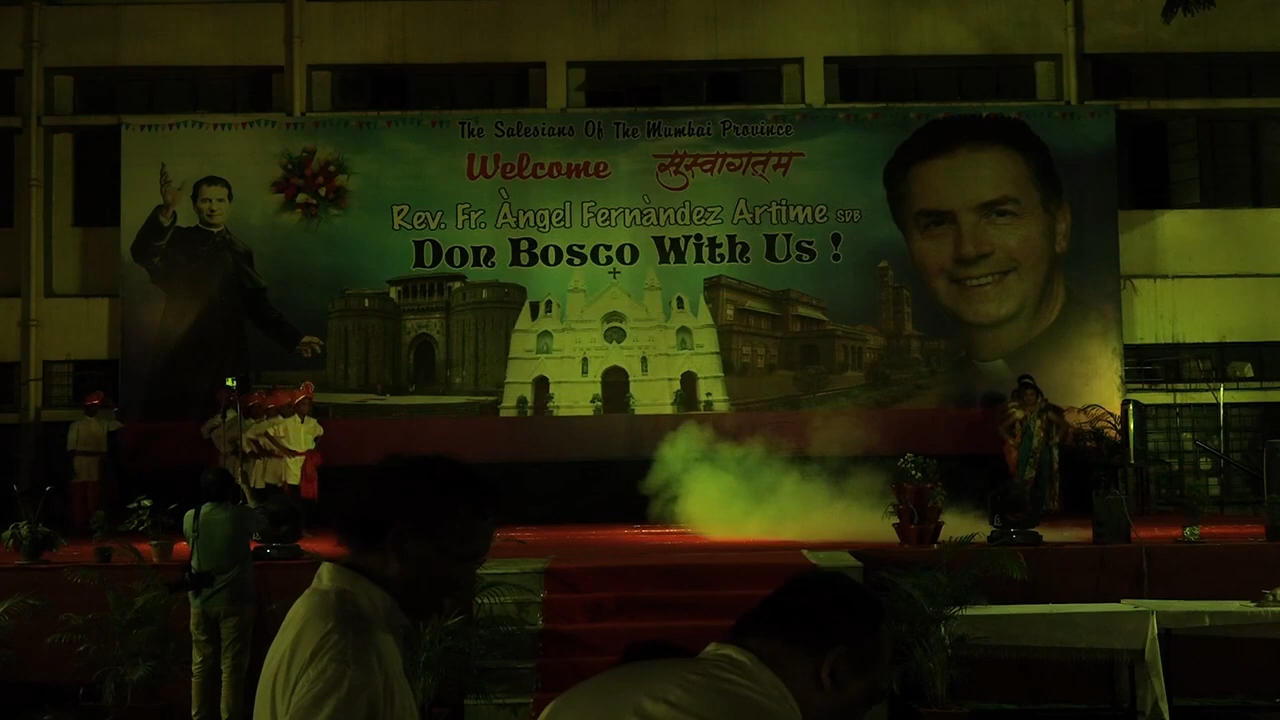 The Salesians Of The Mumbai Province
Welcome सुस्वागतम
Rev. Fr. Àngel Fernàndez Artime SDB
Don Bosco With Us !